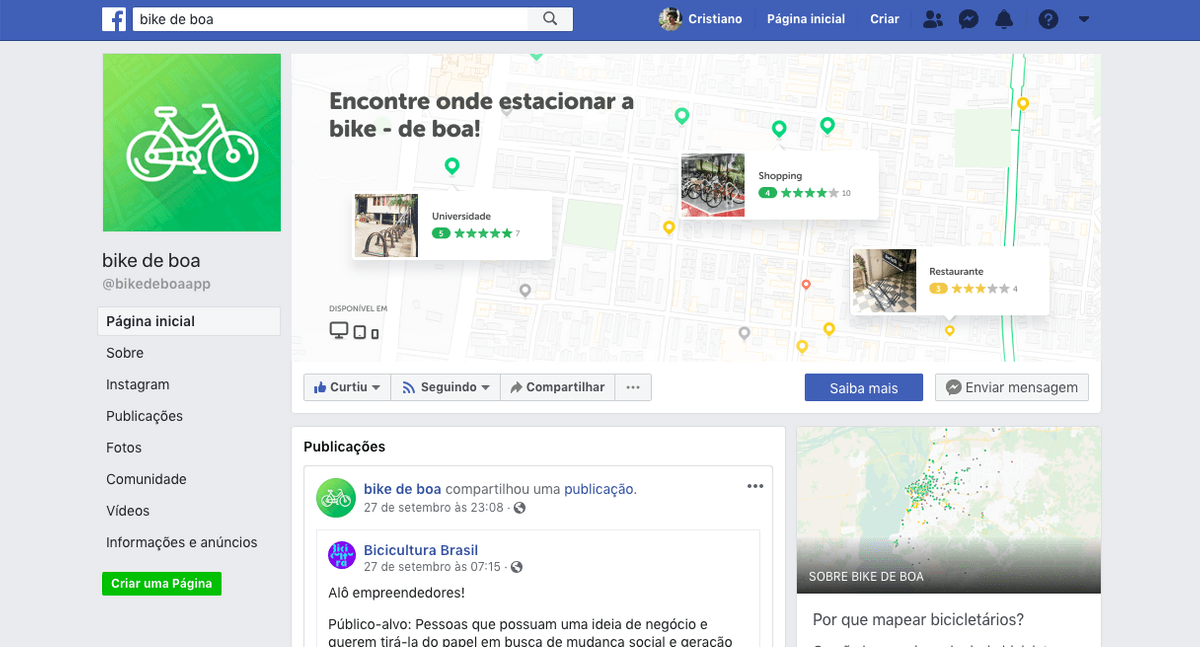 bike de boa
Cristiano
Página inicial
Criar
Encontre onde estacionar a
bike - de boa!
Shopping
4 10
Universidade
5 7
Restaurante
3 4
DISPONÍVEL EM
bike de boa
@bikedeboaapp
Página inicial
Sobre
Instagram
Publicações
Fotos
Comunidade
Vídeos
Informações e anúncios
Criar uma Página
Curtiu
Seguindo
Compartilhar
Saiba mais
Enviar mensagem
Publicações
bike de boa compartilhou uma publicação.
27 de setembro às 23:08 ·
Bicicultura Brasil
27 de setembro às 07:15 ·
Alô empreendedores!
Público-alvo: Pessoas que possuam uma ideia de negócio e
querem tirá-la do papel em busca de mudança social e geração
SOBRE BIKE DE BOA
Por que mapear bicicletários?